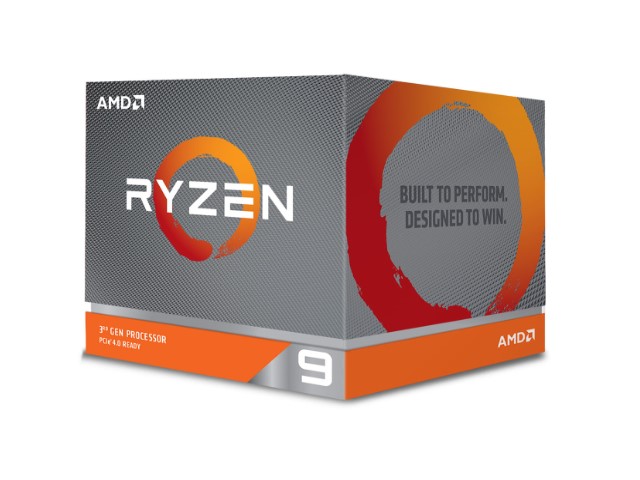 AMD
RYZEN
3RD GEN PROCESSOR
PCIe® 4.0 READY
9
BUILT TO PERFORM.
DESIGNED TO WIN.
AMD